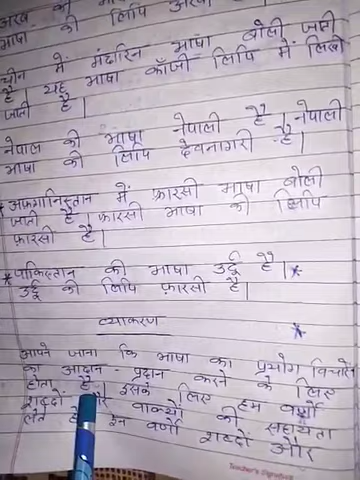 भाषा की लिपि अरबी
चीन में मंदारिन भाषा बोली जाती
है। यह भाषा काँजी लिपि में लिखी
जाती है।
नेपाल की भाषा नेपाली है। नेपाली
भाषा की लिपि देवनागरी है।
* अफगानिस्तान में फ़ारसी भाषा बोली
जाती है। फ़ारसी भाषा की लिपि
फ़ारसी है।
* पाकिस्तान की भाषा उर्दू है। *
उर्दू की लिपि फ़ारसी है।
व्याकरण
आपने जाना कि भाषा का प्रयोग विचारों
का आदान - प्रदान करने के लिए
होता है। इसके लिए हम वर्णों
शब्दों और वाक्यों की सहायता
लेते है इन वर्णो शब्दों और
Teacher's Signature